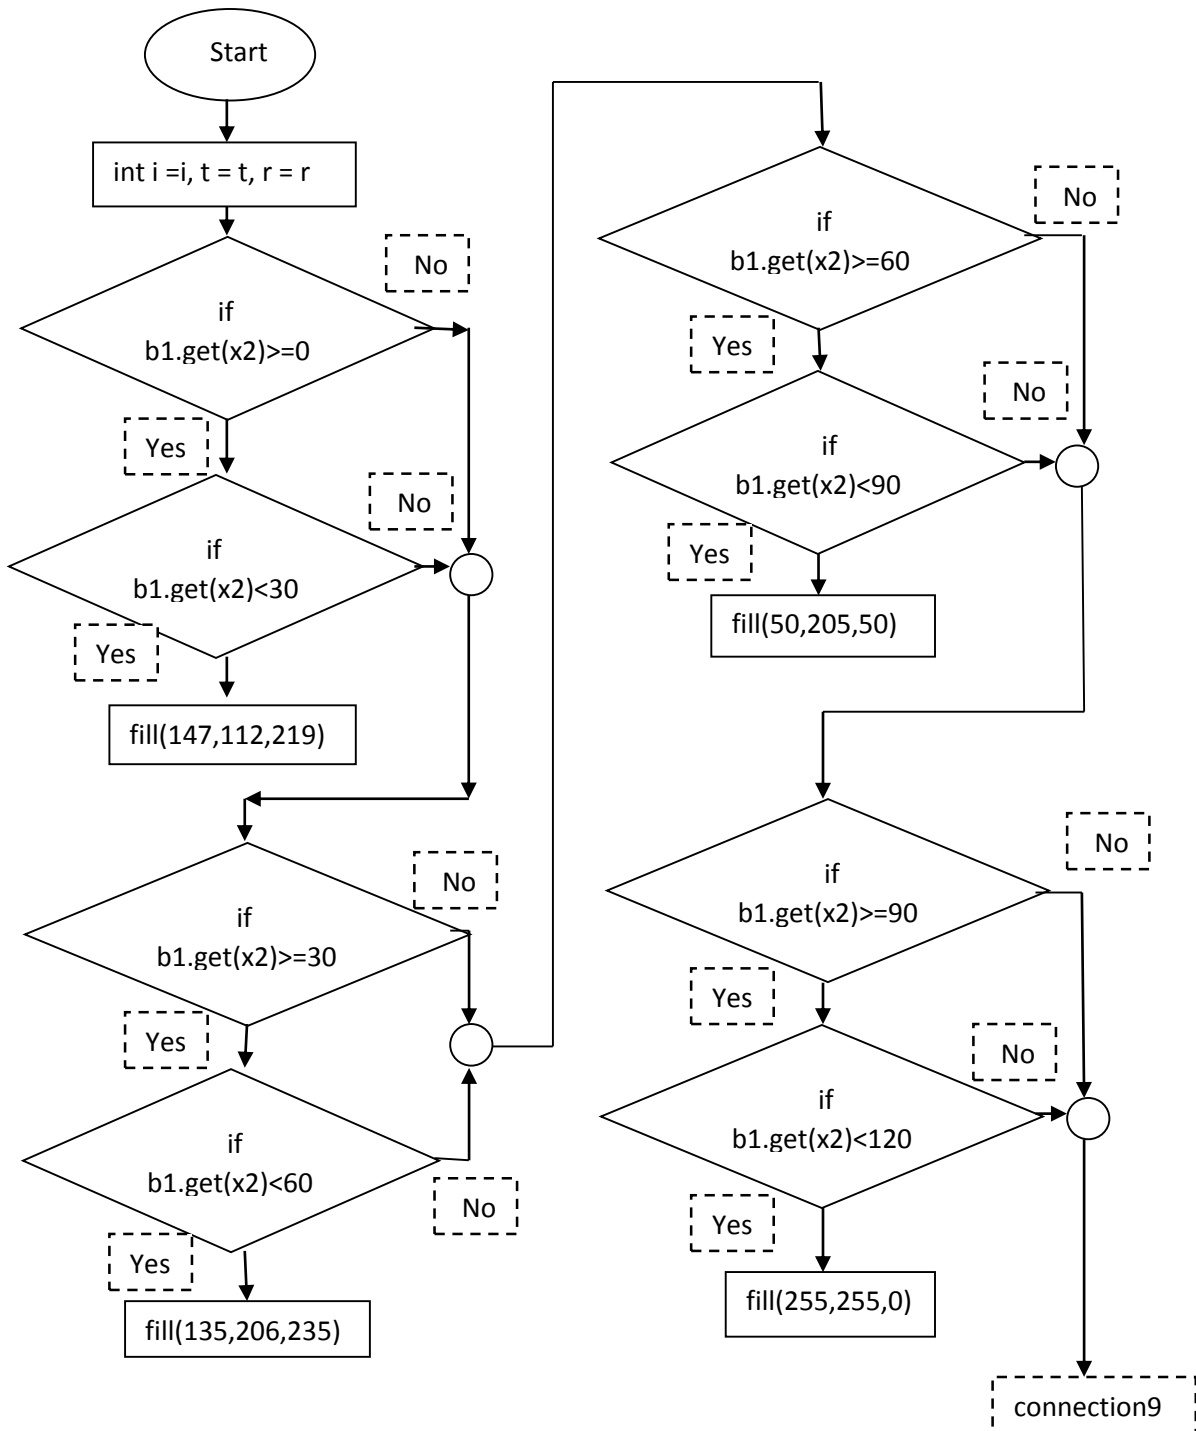 Start
int i =i, t = t, r = r
No
if
b1.get(x2)>=0
Yes
No
if
b1.get(x2)<30
Yes
fill(147,112,219)
No
if
b1.get(x2)>=30
Yes
if
b1.get(x2)<60
No
Yes
fill(135,206,235)
No
if
b1.get(x2)>=60
Yes
No
if
b1.get(x2)<90
Yes
fill(50,205,50)
No
if
b1.get(x2)>=90
Yes
No
if
b1.get(x2)<120
Yes
fill(255,255,0)
connection9